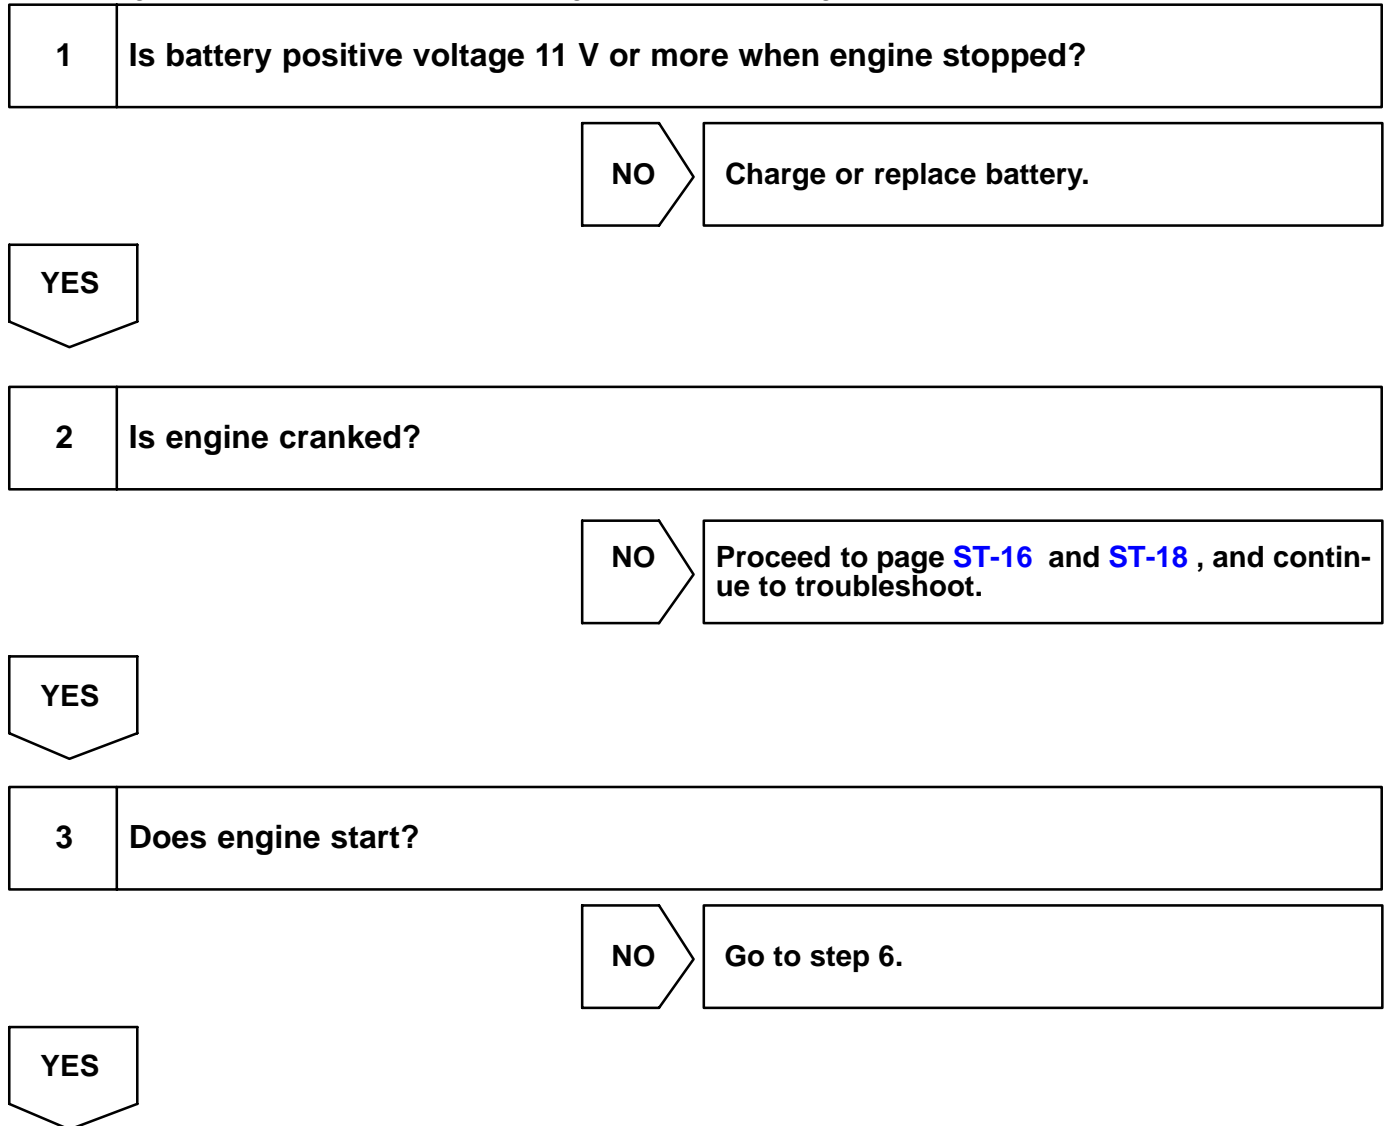 1
Is battery positive voltage 11 V or more when engine stopped?
NO
Charge or replace battery.
YES
2
Is engine cranked?
NO
Proceed to page ST-16 and ST-18 , and contin-
ue to troubleshoot.
YES
3
Does engine start?
NO
Go to step 6.
YES